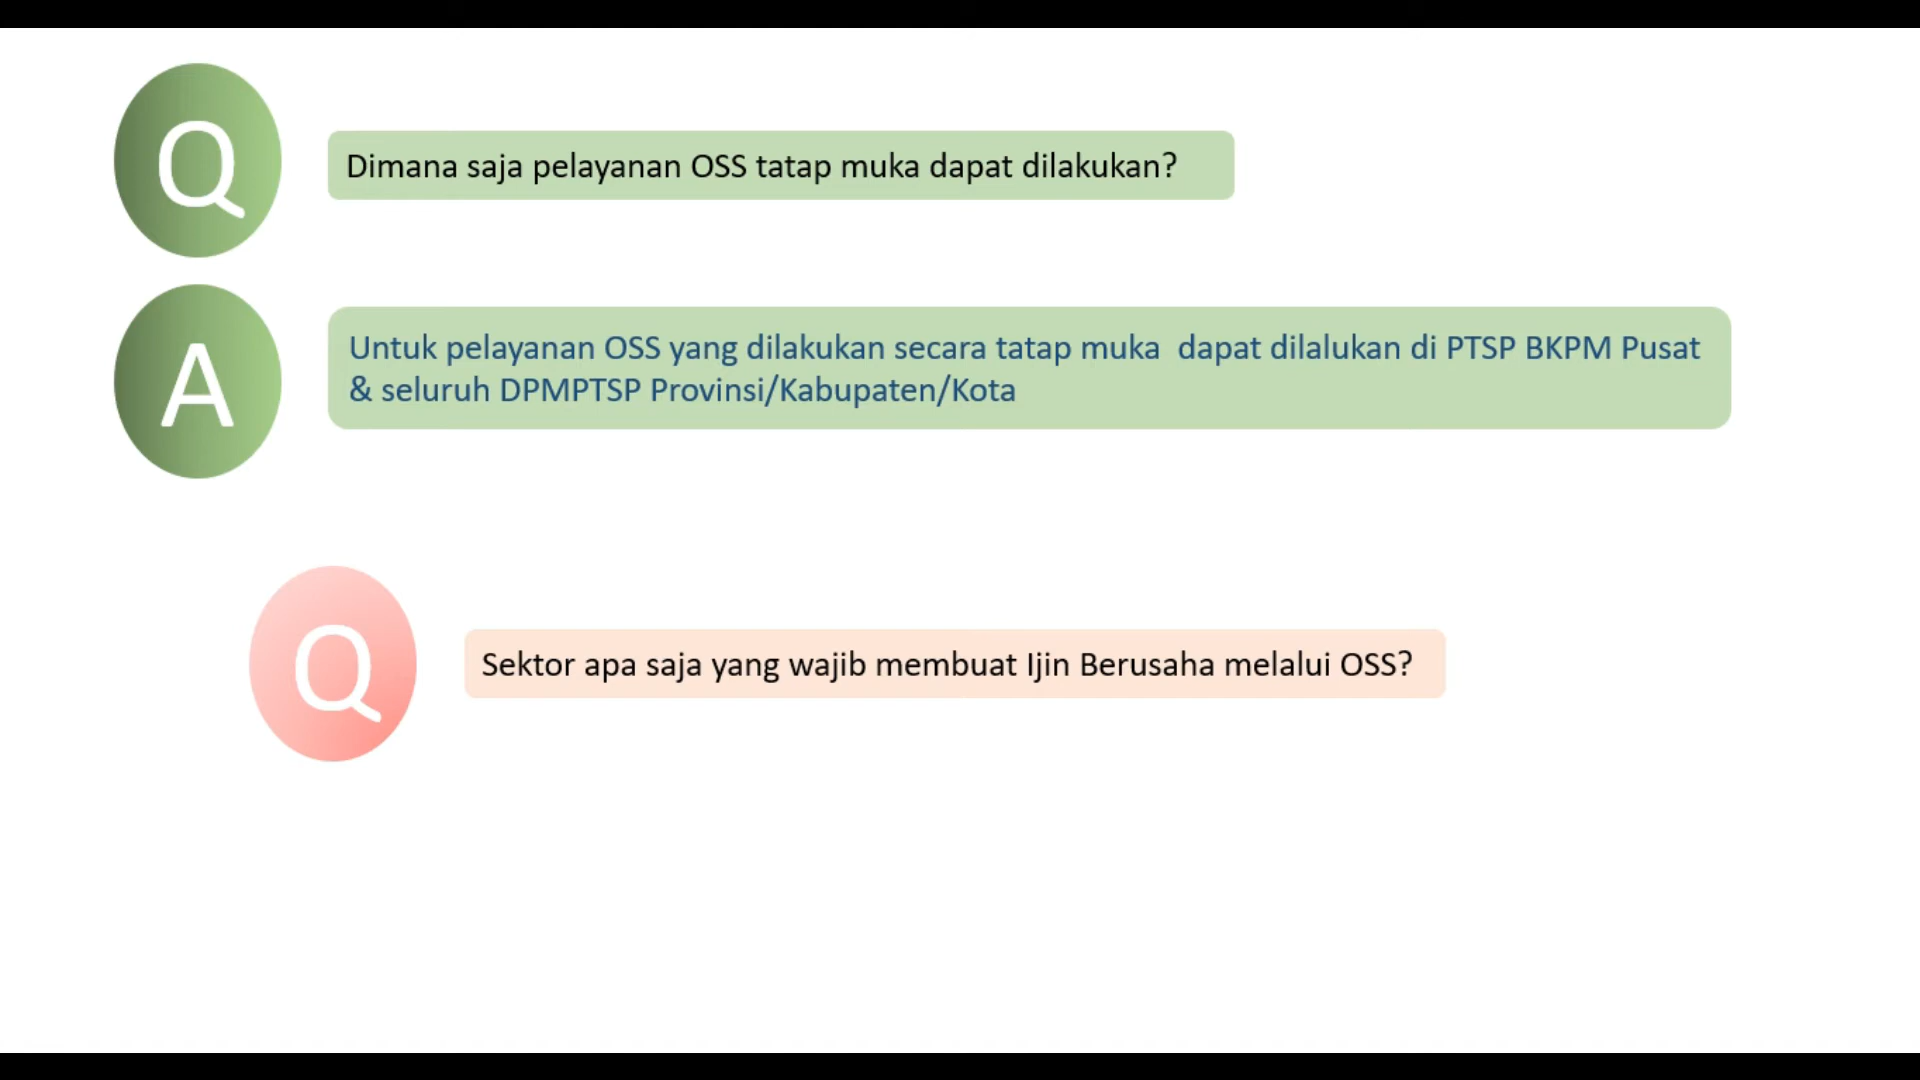 Q
Dimana saja pelayanan OSS tatap muka dapat dilakukan?
A
Untuk pelayanan OSS yang dilakukan secara tatap muka  dapat dilalukan di PTSP BKPM Pusat
& seluruh DPMPTSP Provinsi/Kabupaten/Kota
Q
Sektor apa saja yang wajib membuat Ijin Berusaha melalui OSS?